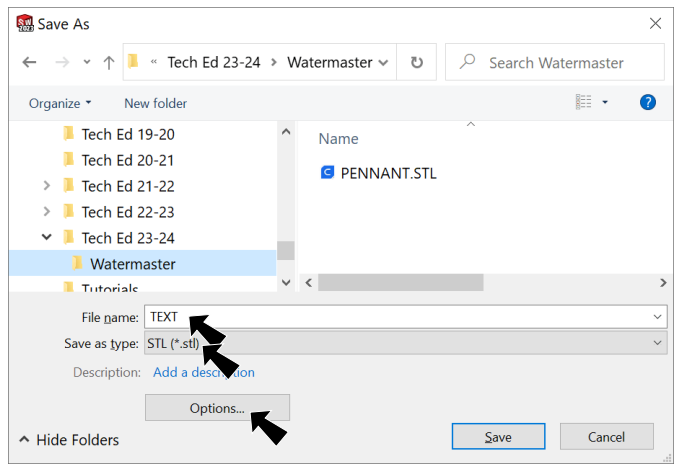 SW
2023
Save As
« Tech Ed 23-24 > Watermaster
Search Watermaster
Organize
New folder
?
Tech Ed 19-20
Tech Ed 20-21
Tech Ed 21-22
Tech Ed 22-23
Tech Ed 23-24
Watermaster
Tutorials
Name
PENNANT.STL
File name: TEXT
Save as type: STL (*.stl)
Description: Add a description
Options...
Hide Folders
Save
Cancel